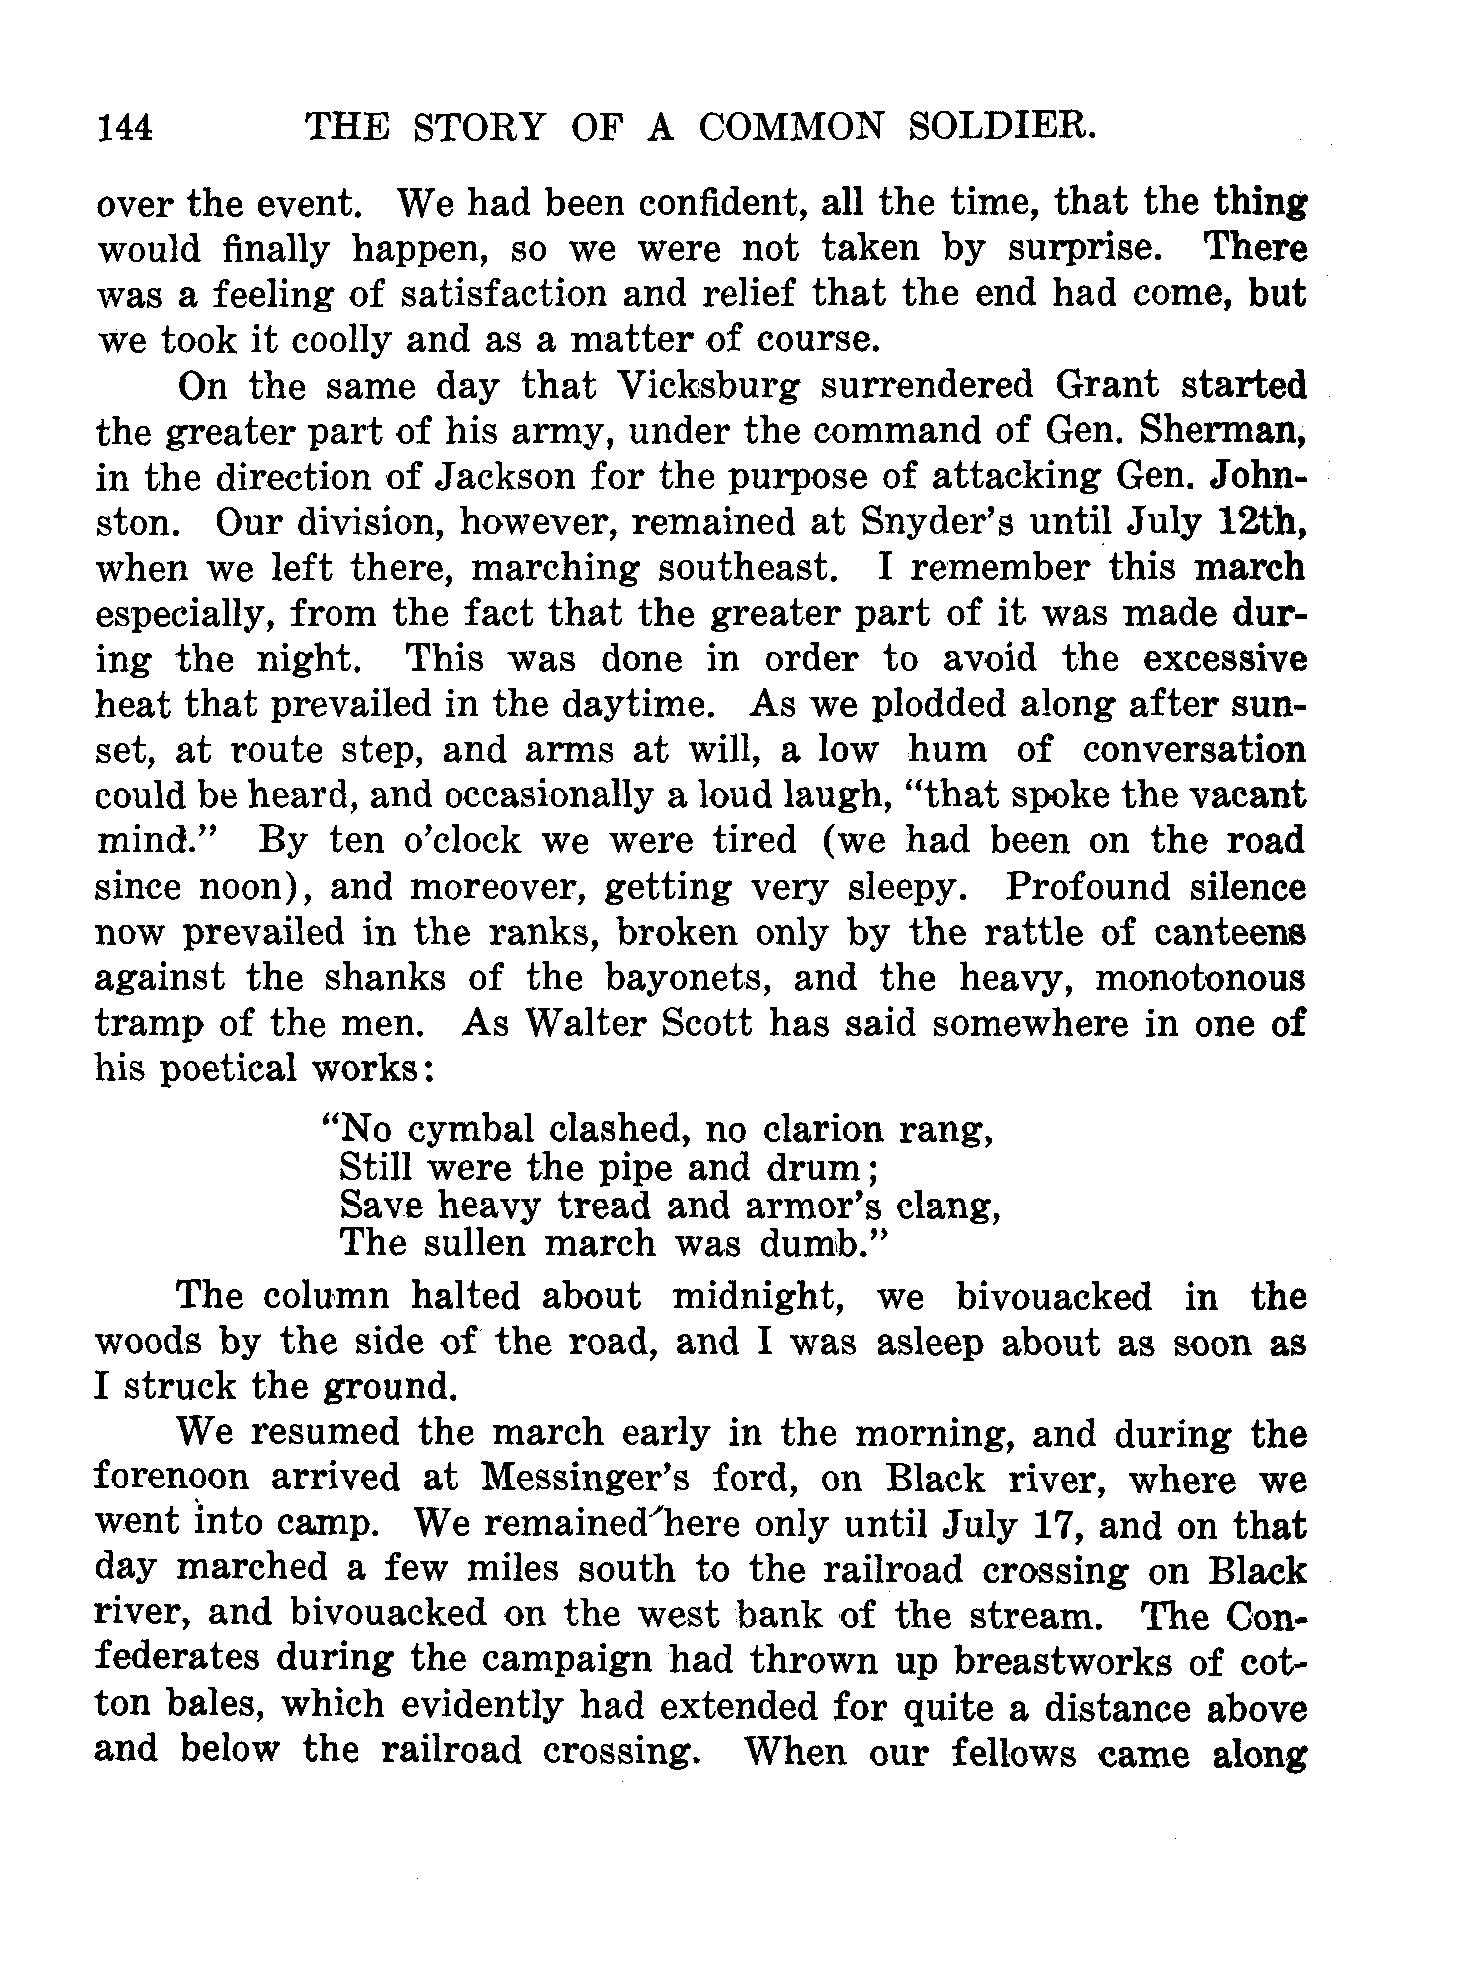 144 THE STORY OF A COMMON SOLDIER.
over the event. We had been confident, all the time, that the thing
would finally happen, so we were not taken by surprise. There
was a feeling of satisfaction and relief that the end had come, but
we took it coolly and as a matter of course.
On the same day that Vicksburg surrendered Grant started
the greater part of his army, under the command of Gen. Sherman,
in the direction of Jackson for the purpose of attacking Gen. John-
ston. Our division, however, remained at Snyder's until July 12th,
when we left there, marching southeast. I remember this march
especially, from the fact that the greater part of it was made dur-
ing the night. This was done in order to avoid the excessive
heat that prevailed in the daytime. As we plodded along after sun-
set, at route step, and arms at will, a low hum of conversation
could be heard, and occasionally a loud laugh, “that spoke the vacant
mind.” By ten o'clock we were tired (we had been on the road
since noon), and moreover, getting very sleepy. Profound silence
now prevailed in the ranks, broken only by the rattle of canteens
against the shanks of the bayonets, and the heavy, monotonous
tramp of the men. As Walter Scott has said somewhere in one of
his poetical works:
“No cymbal clashed, no clarion rang,
Still were the pipe and drum;
Save heavy tread and armor's clang,
The sullen march was dumb.”
The column halted about midnight, we bivouacked in the
woods by the side of the road, and I was asleep about as soon as
I struck the ground.
We resumed the march early in the morning, and during the
forenoon arrived at Messinger's ford, on Black river, where we
went into camp. We remained here only until July 17, and on that
day marched a few miles south to the railroad crossing on Black
river, and bivouacked on the west bank of the stream. The Con-
federates during the campaign had thrown up breastworks of cot-
ton bales, which evidently had extended for quite a distance above
and below the railroad crossing. When our fellows came along